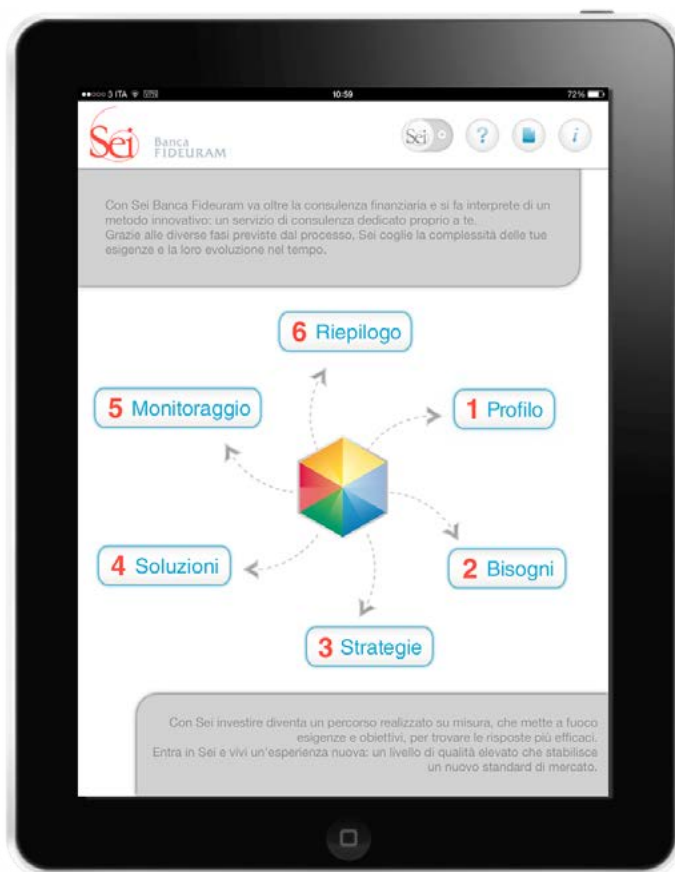 3 ITA VPN 10:59 72%
Sei Banca
FIDEURAM
Sei ? i
Con Sei Banca Fideuram va oltre la consulenza finanziaria e si fa interprete di un
metodo innovativo: un servizio di consulenza dedicato proprio a te.
Grazie alle diverse fasi previste dal processo, Sei coglie la complessità delle tue
esigenze e la loro evoluzione nel tempo.
6 Riepilogo
5 Monitoraggio
1 Profilo
4 Soluzioni
2 Bisogni
3 Strategie
Con Sei investire diventa un percorso realizzato su misura, che mette a fuoco
esigenze e obiettivi, per trovare le risposte più efficaci.
Entra in Sei e vivi un'esperienza nuova: un livello di qualità elevato che stabilisce
un nuovo standard di mercato.